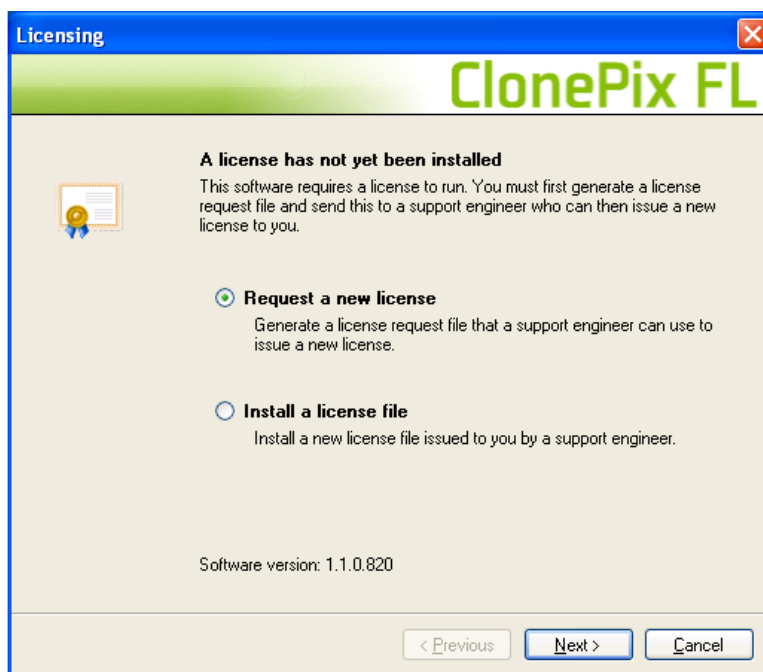 Licensing
ClonePix FL
A license has not yet been installed
This software requires a license to run. You must first generate a license
request file and send this to a support engineer who can then issue a new
license to you.
Request a new license
Generate a license request file that a support engineer can use to
issue a new license.
Install a license file
Install a new license file issued to you by a support engineer.
Software version: 1.1.0.820
< Previous Next > Cancel